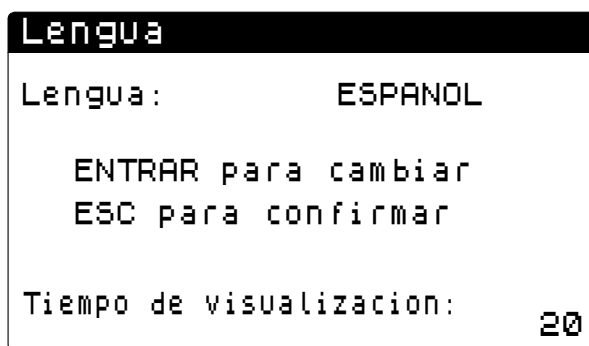 Lengua
Lengua: ESPANOL
ENTRAR para cambiar
ESC para confirmar
Tiempo de visualizacion: 20